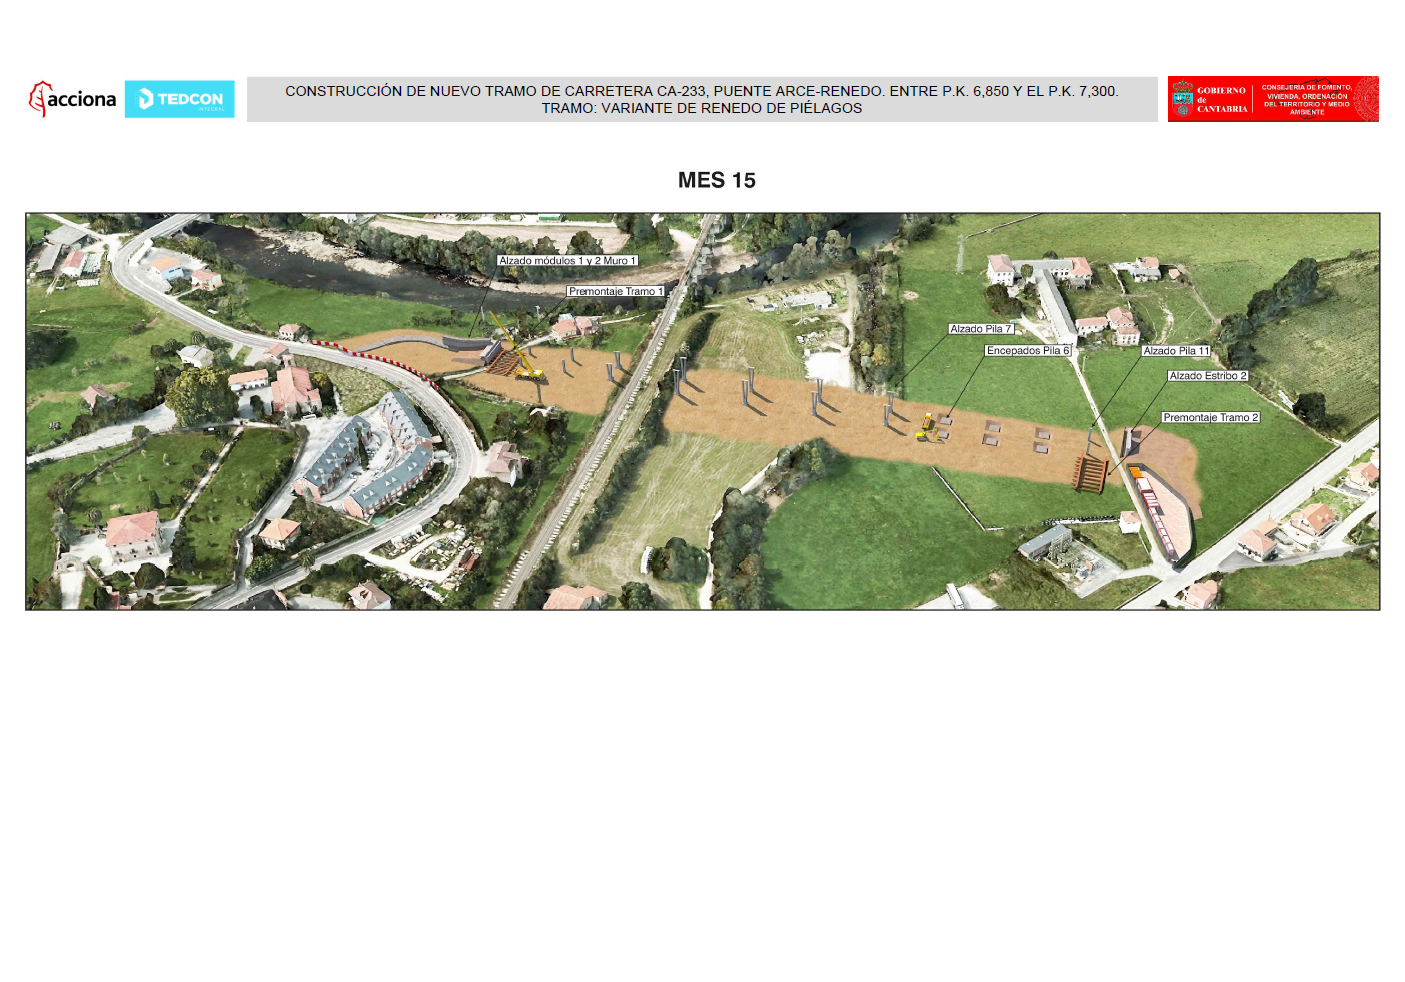 acciona
TEDCON
INTEGRAL
CONSTRUCCIÓN DE NUEVO TRAMO DE CARRETERA CA-233, PUENTE ARCE-RENEDO. ENTRE P.K. 6,850 Y EL P.K. 7,300.
TRAMO: VARIANTE DE RENEDO DE PIÉLAGOS
GOBIERNO
de
CANTABRIA
CONSEJERÍA DE FOMENTO,
VIVIENDA, ORDENACIÓN
DEL TERRITORIO Y MEDIO
AMBIENTE
MES 15
Alzado módulos 1 y 2 Muro 1
Premontaje Tramo 1
Alzado Pila 7
Encepados Pila 6
Alzado Pila 11
Alzado Estribo 2
Premontaje Tramo 2